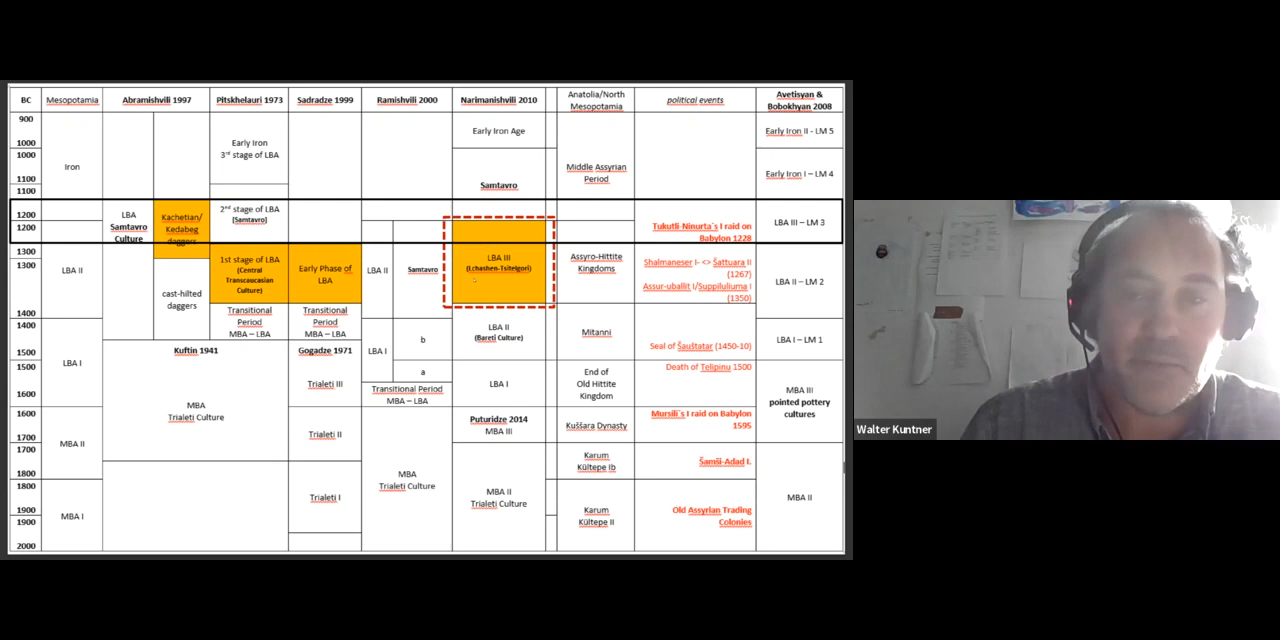 BC
Mesopotamia
Abramishvili 1997
Pitskhelauri 1973
Sadradze 1999
Ramishvili 2000
Narimanishvili 2010
Anatolia/North
Mesopotamia
political events
Avetisyan &
Bobokhyan 2008
900
1000
1000
1100
1100
1200
1200
1300
1300
1400
1400
1500
1500
1600
1600
1700
1700
1800
1800
1900
1900
2000
Iron
LBA II
LBA I
MBA II
MBA I
LBA
Samtavro
Culture
Kachetian/
Kedabeg
daggers
cast-hilted
daggers
Kuftin 1941
MBA
Trialeti Culture
Early Iron
3rd stage of LBA
2nd stage of LBA
(Samtavro)
1st stage of LBA
(Central
Transcaucasian
Culture)
Transitional
Period
MBA – LBA
Early Phase of
LBA
Transitional
Period
MBA – LBA
Gogadze 1971
Trialeti III
Trialeti II
Trialeti I
LBA II
Samtavro
LBA I
b
a
Transitional Period
MBA – LBA
MBA
Trialeti Culture
Early Iron Age
Samtavro
LBA III
(Lchashen-Tsitelgori)
LBA II
(Bareti Culture)
LBA I
Puturidze 2014
MBA III
MBA II
Trialeti Culture
Middle Assyrian
Period
Assyro-Hittite
Kingdoms
Mitanni
End of
Old Hittite
Kingdom
Kuššara Dynasty
Karum
Kültepe Ib
Karum
Kültepe II
Tukutli-Ninurta´s I raid on
Babylon 1228
Shalmaneser I- <> Šattuara II
(1267)
Assur-uballit I/Suppiluliuma I
(1350)
Seal of Šauštatar (1450-10)
Death of Telipinu 1500
Mursili´s I raid on Babylon
1595
Šamši-Adad I.
Old Assyrian Trading
Colonies
Early Iron II - LM 5
Early Iron I – LM 4
LBA III – LM 3
LBA II – LM 2
LBA I – LM 1
MBA III
pointed pottery
cultures
MBA II
Walter Kuntner